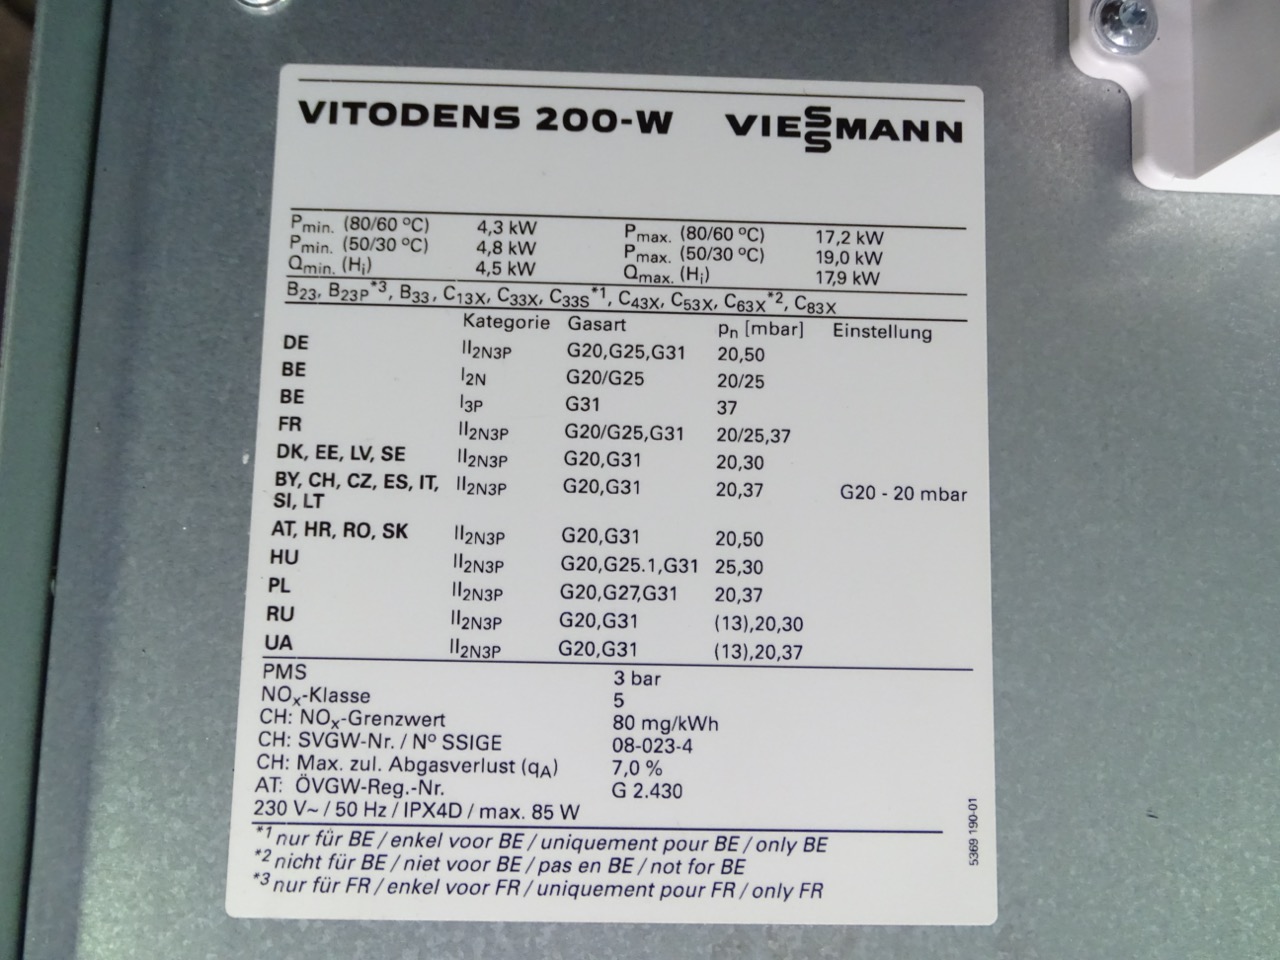 VITODENS 200-W VIESSMANN
Pmin. (80/60 ºC) 4,3 kW Pmax. (80/60 ºC) 17,2 kW
Pmin. (50/30 ºC) 4,8 kW Pmax. (50/30 ºC) 19,0 kW
Qmin. (Hi) 4,5 kW Qmax. (Hi) 17,9 kW
B23, B23P*3, B33, C13X, C33X, C33S*1, C43X, C53X, C63X*2, C83X
Kategorie Gasart pn [mbar] Einstellung
DE II2N3P G20,G25,G31 20,50
BE I2N G20/G25 20/25
BE I3P G31 37
FR II2N3P G20/G25,G31 20/25,37
DK, EE, LV, SE II2N3P G20,G31 20,30
BY, CH, CZ, ES, IT, II2N3P G20,G31 20,37 G20 - 20 mbar
SI, LT
AT, HR, RO, SK II2N3P G20,G31 20,50
HU II2N3P G20,G25.1,G31 25,30
PL II2N3P G20,G27,G31 20,37
RU II2N3P G20,G31 (13),20,30
UA II2N3P G20,G31 (13),20,37
PMS 3 bar
NOx-Klasse 5
CH: NOx-Grenzwert 80 mg/kWh
CH: SVGW-Nr. / Nº SSIGE 08-023-4
CH: Max. zul. Abgasverlust (qA) 7,0 %
AT: ÖVGW-Reg.-Nr. G 2.430
230 V~ / 50 Hz / IPX4D / max. 85 W
*1 nur für BE / enkel voor BE / uniquement pour BE / only BE
*2 nicht für BE / niet voor BE / pas en BE / not for BE
*3 nur für FR / enkel voor FR / uniquement pour FR / only FR
5369 190-01